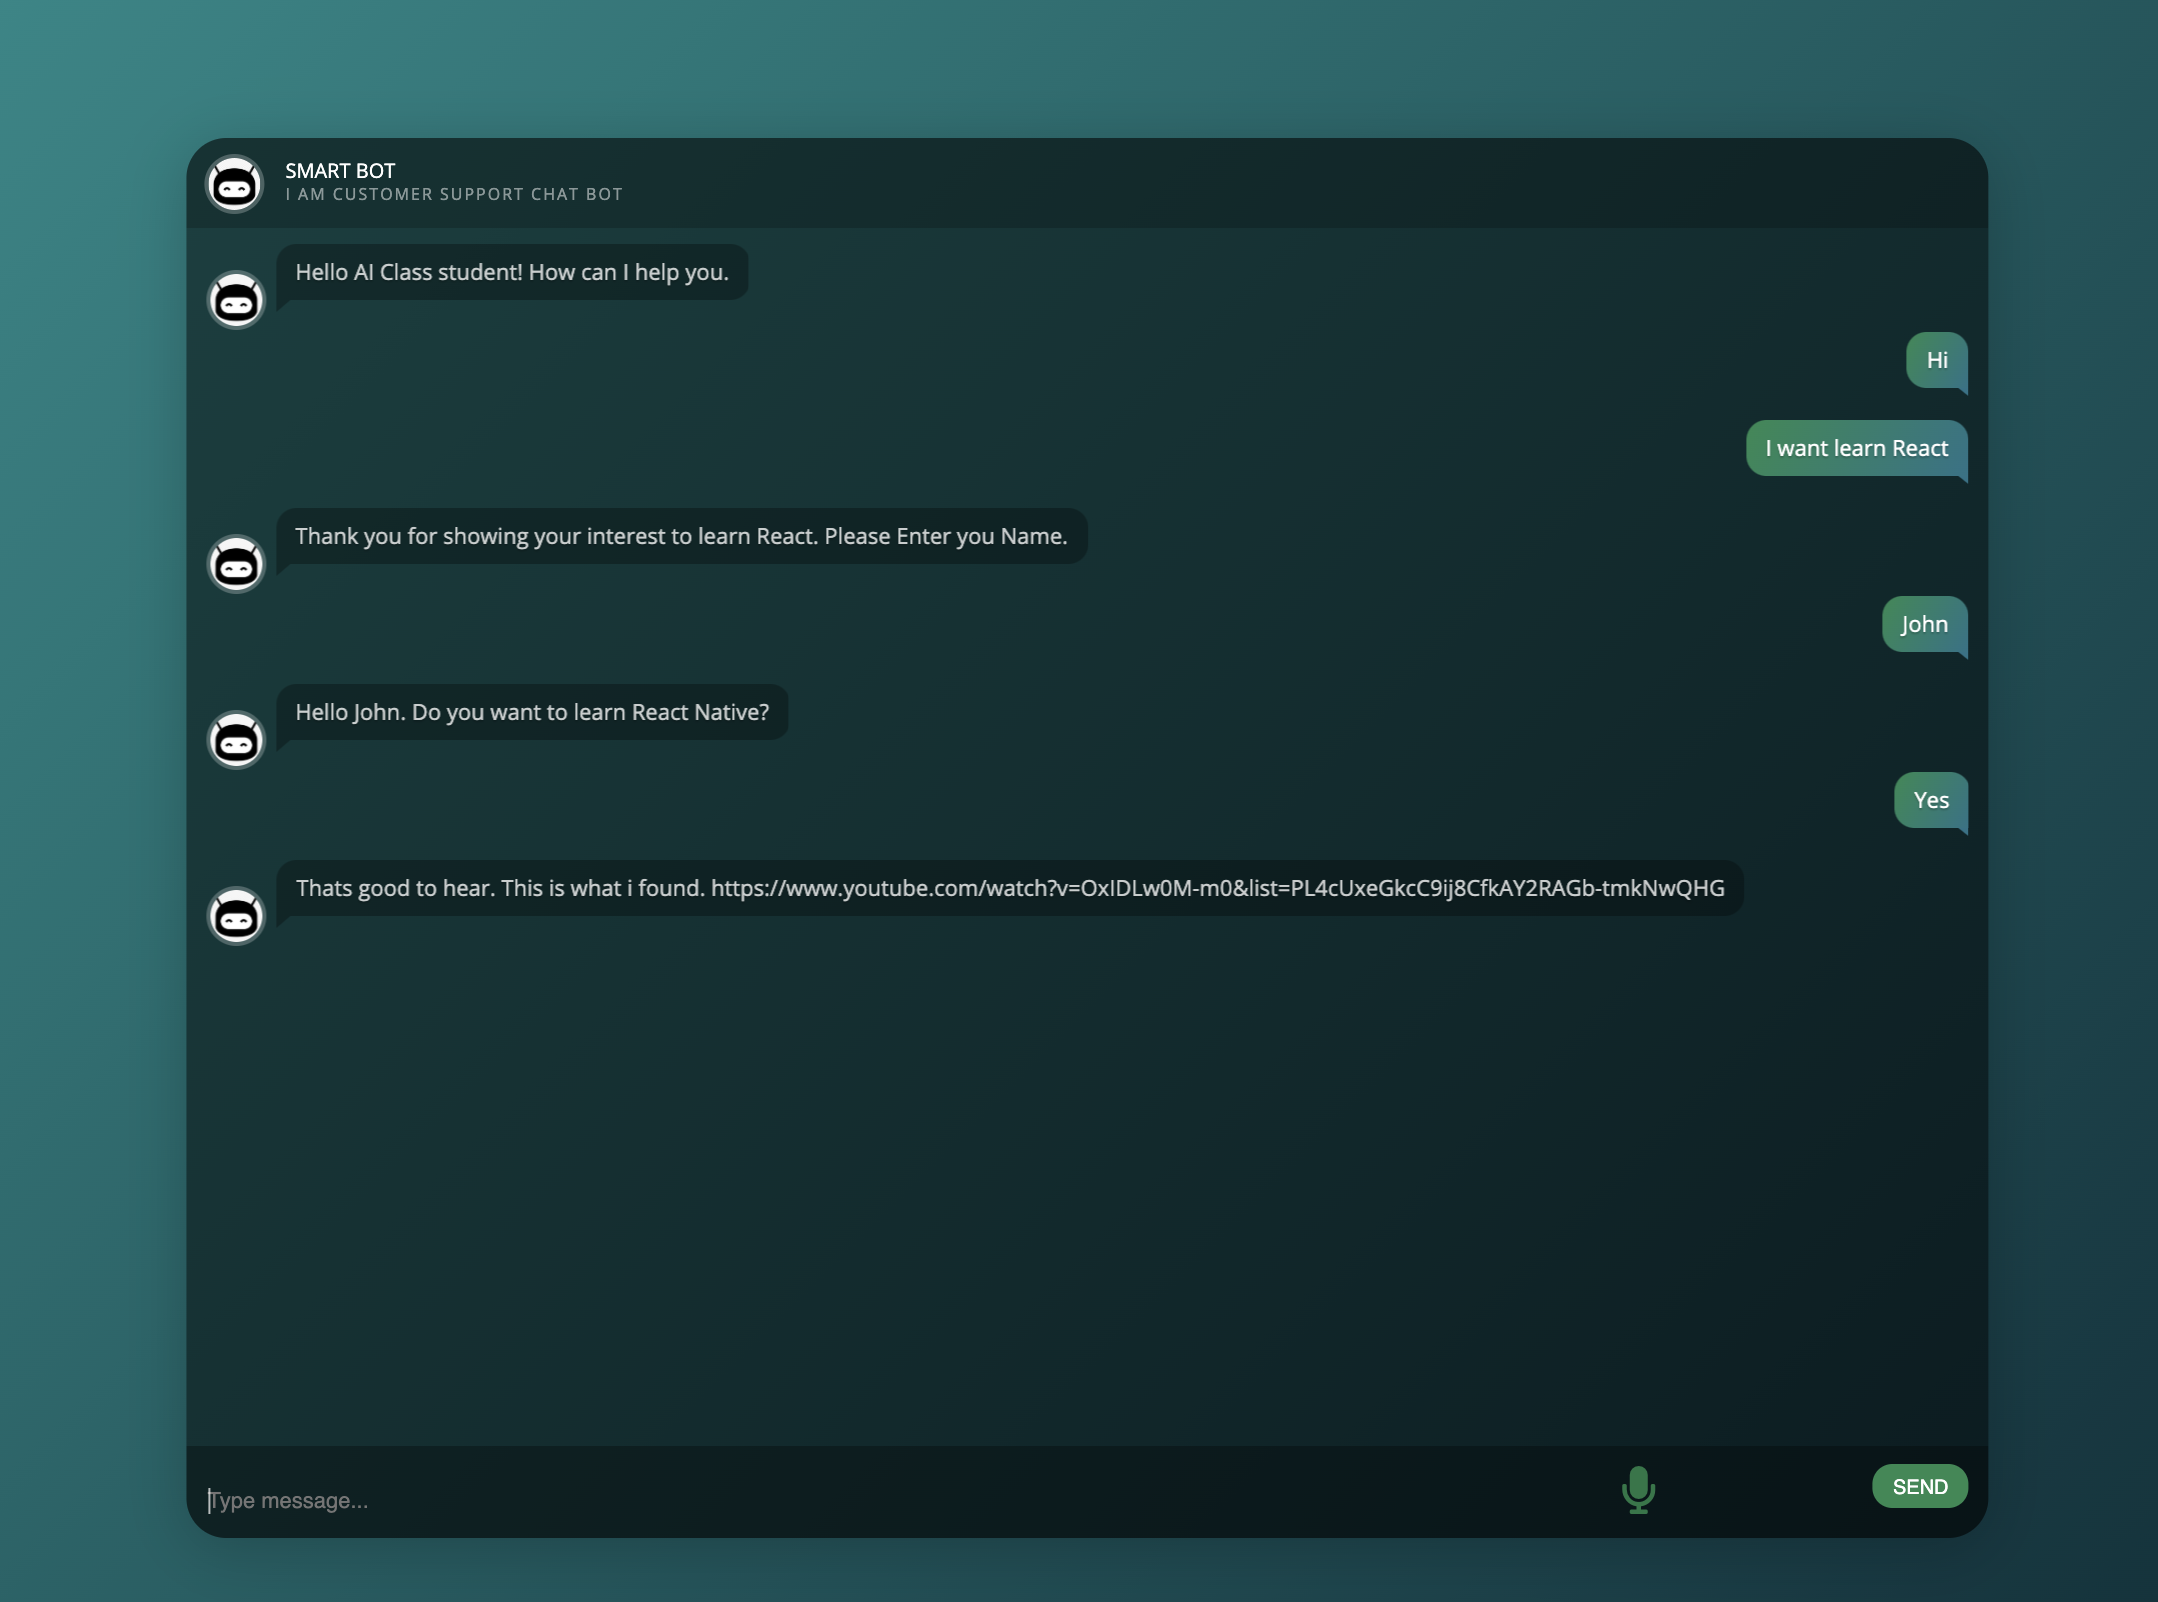 SMART BOT
I AM CUSTOMER SUPPORT CHAT BOT
Hello AI Class student! How can I help you.
Hi
I want learn React
Thank you for showing your interest to learn React. Please Enter you Name.
John
Hello John. Do you want to learn React Native?
Yes
Thats good to hear. This is what i found. https://www.youtube.com/watch?v=OxIDLw0M-m0&list=PL4cUxeGkcC9ij8CfkAY2RAGb-tmkNwQHG
Type message...
SEND